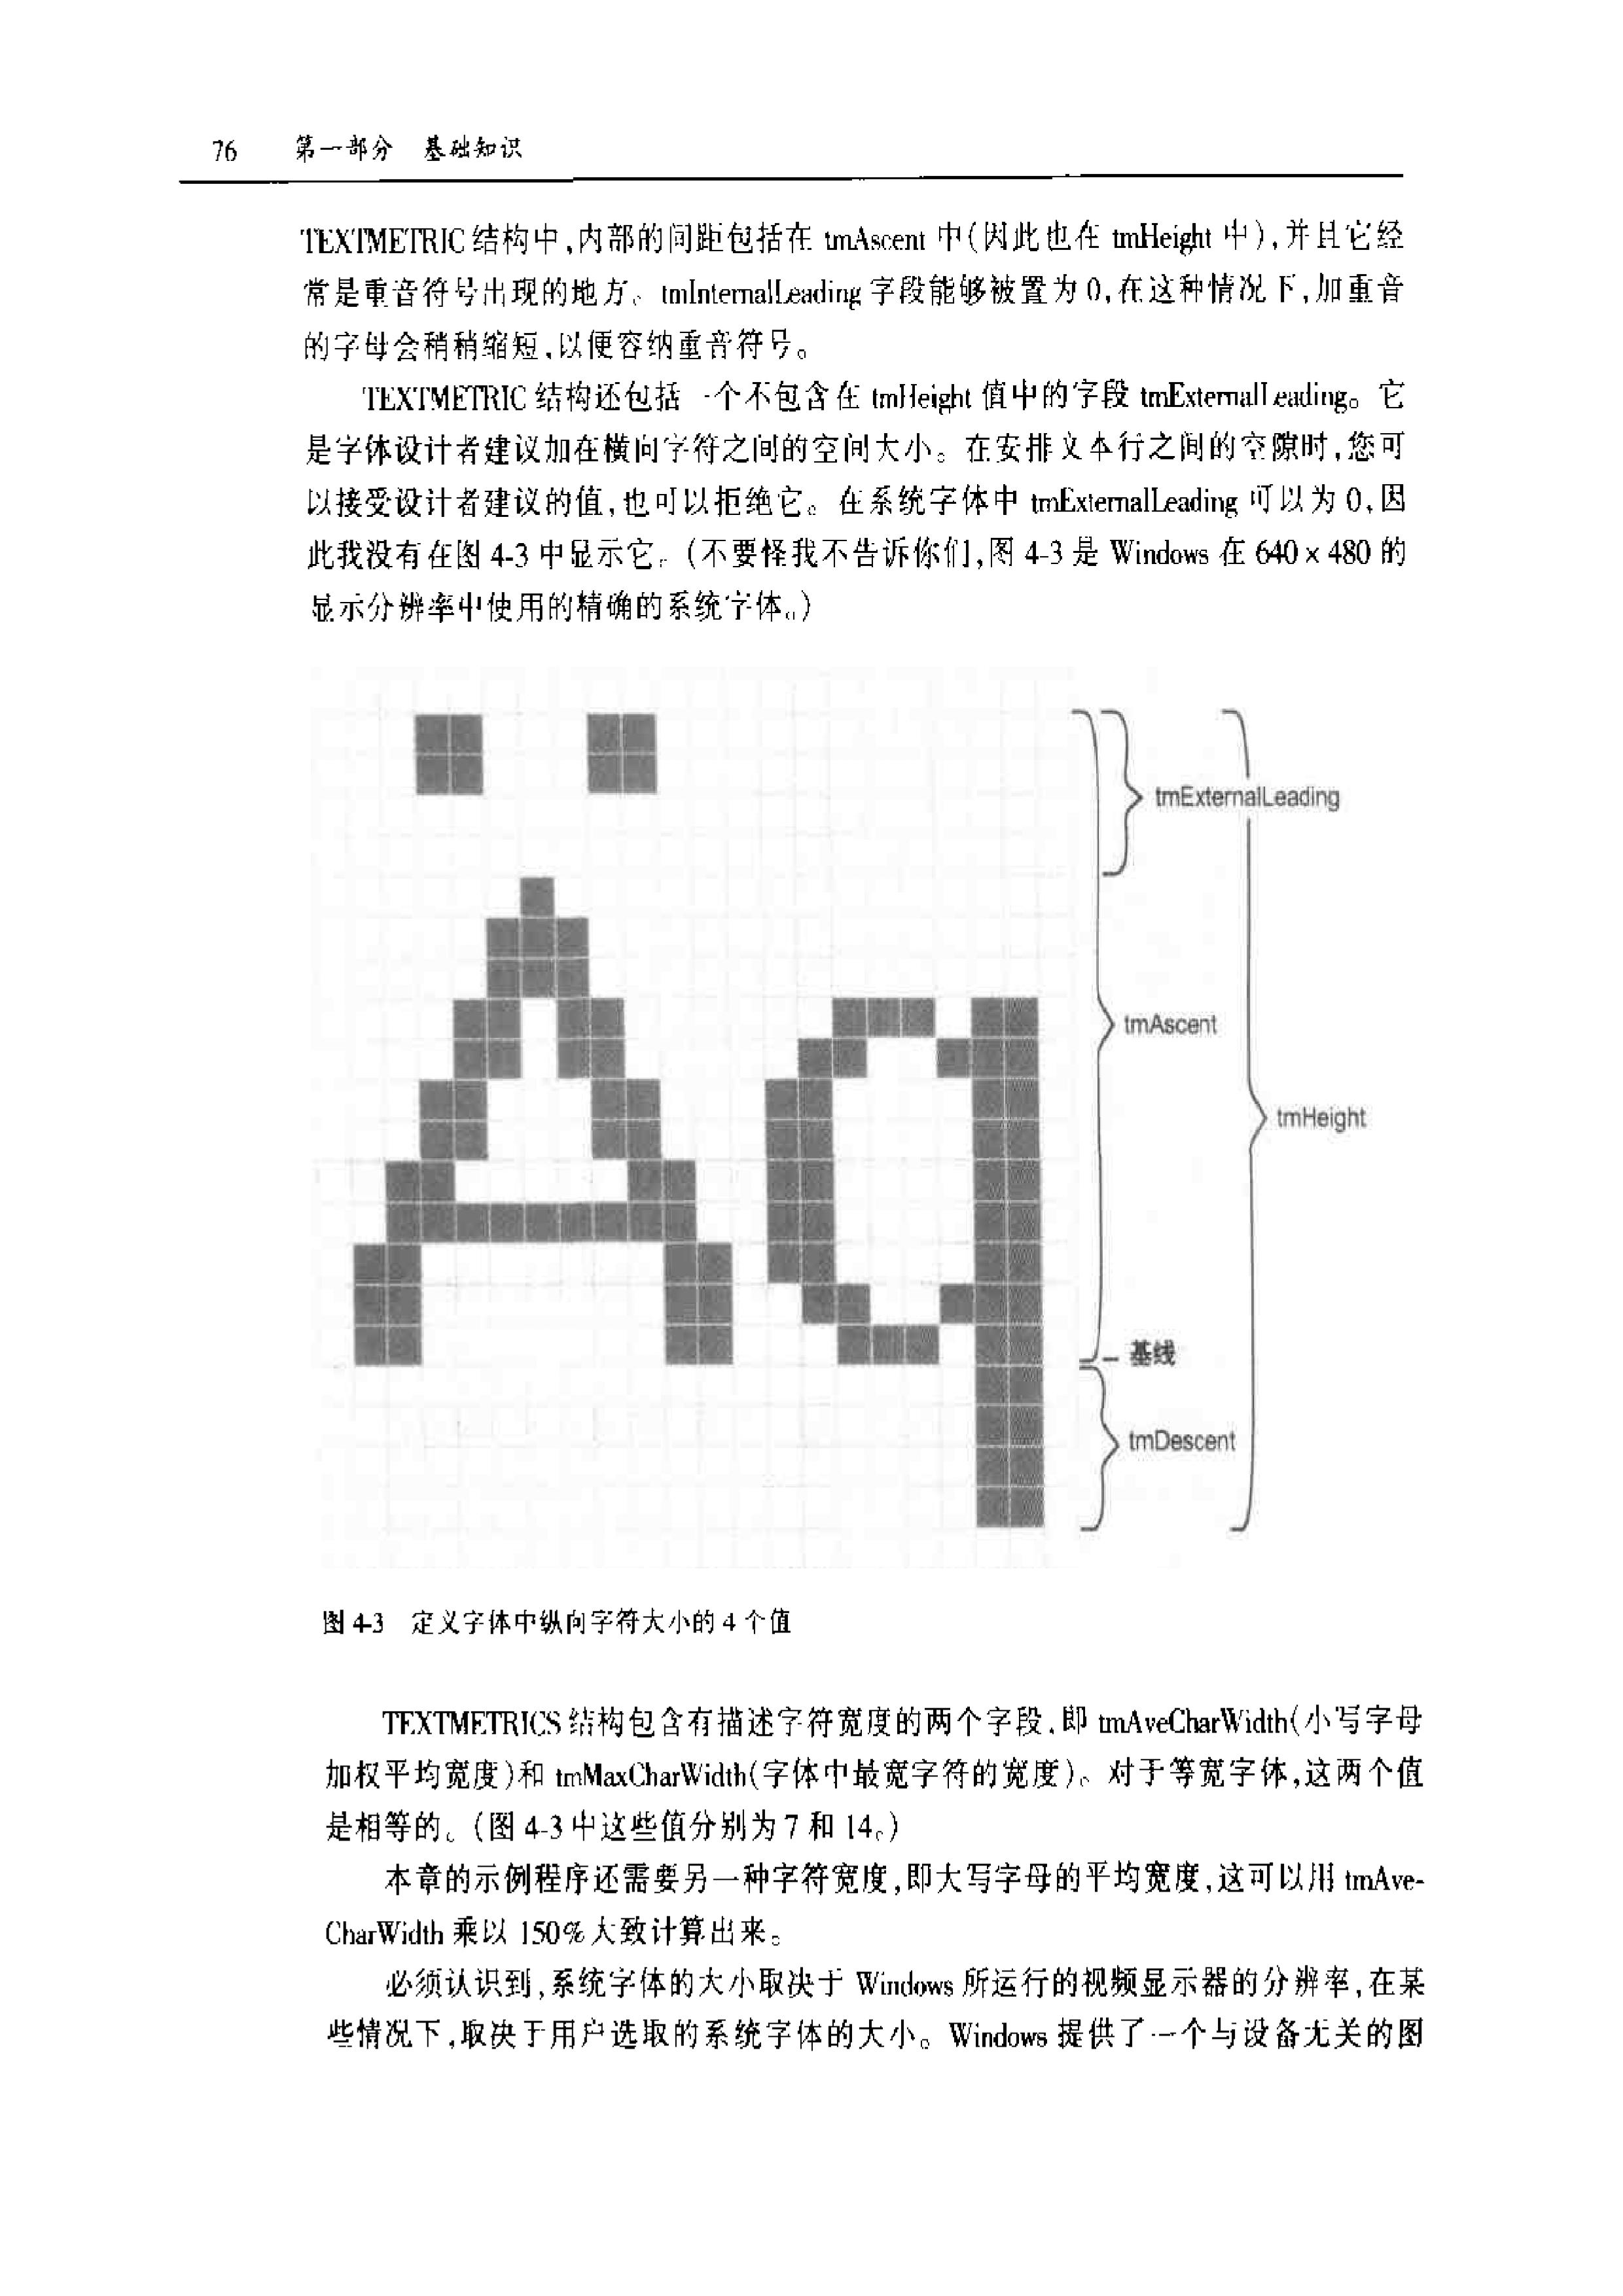 76 第一部分 基础知识
TEXTMETRIC 结构中,内部的间距包括在 tmAscent 中(因此也在 tmHeight 中),并且它经
常是重音符号出现的地方。tmInternalLeading 字段能够被置为 0,在这种情况下,加重音
的字母会稍稍缩短,以便容纳重音符号。
TEXTMETRIC 结构还包括一个不包含在 tmHeight 值中的字段 tmExternalLeading。它
是字体设计者建议加在横向字符之间的空间大小。在安排文本行之间的空隙时,您可
以接受设计者建议的值,也可以拒绝它。在系统字体中 tmExternalLeading 可以为 0,因
此我没有在图 4-3 中显示它。(不要怪我不告诉你们,图 4-3 是 Windows 在 640×480 的
显示分辨率中使用的精确的系统字体。)
tmExternalLeading
tmAscent
tmHeight
基线
tmDescent
图 4-3 定义字体中纵向字符大小的 4 个值
TEXTMETRICS 结构包含有描述字符宽度的两个字段,即 tmAveCharWidth(小写字母
加权平均宽度)和 tmMaxCharWidth(字体中最宽字符的宽度)。对于等宽字体,这两个值
是相等的。(图 4-3 中这些值分别为 7 和 14。)
本章的示例程序还需要另一种字符宽度,即大写字母的平均宽度,这可以用 tmAve-
CharWidth 乘以 150%大致计算出来。
必须认识到,系统字体的大小取决于 Windows 所运行的视频显示器的分辨率,在某
些情况下,取决于用户选取的系统字体的大小。Windows 提供了一个与设备无关的图